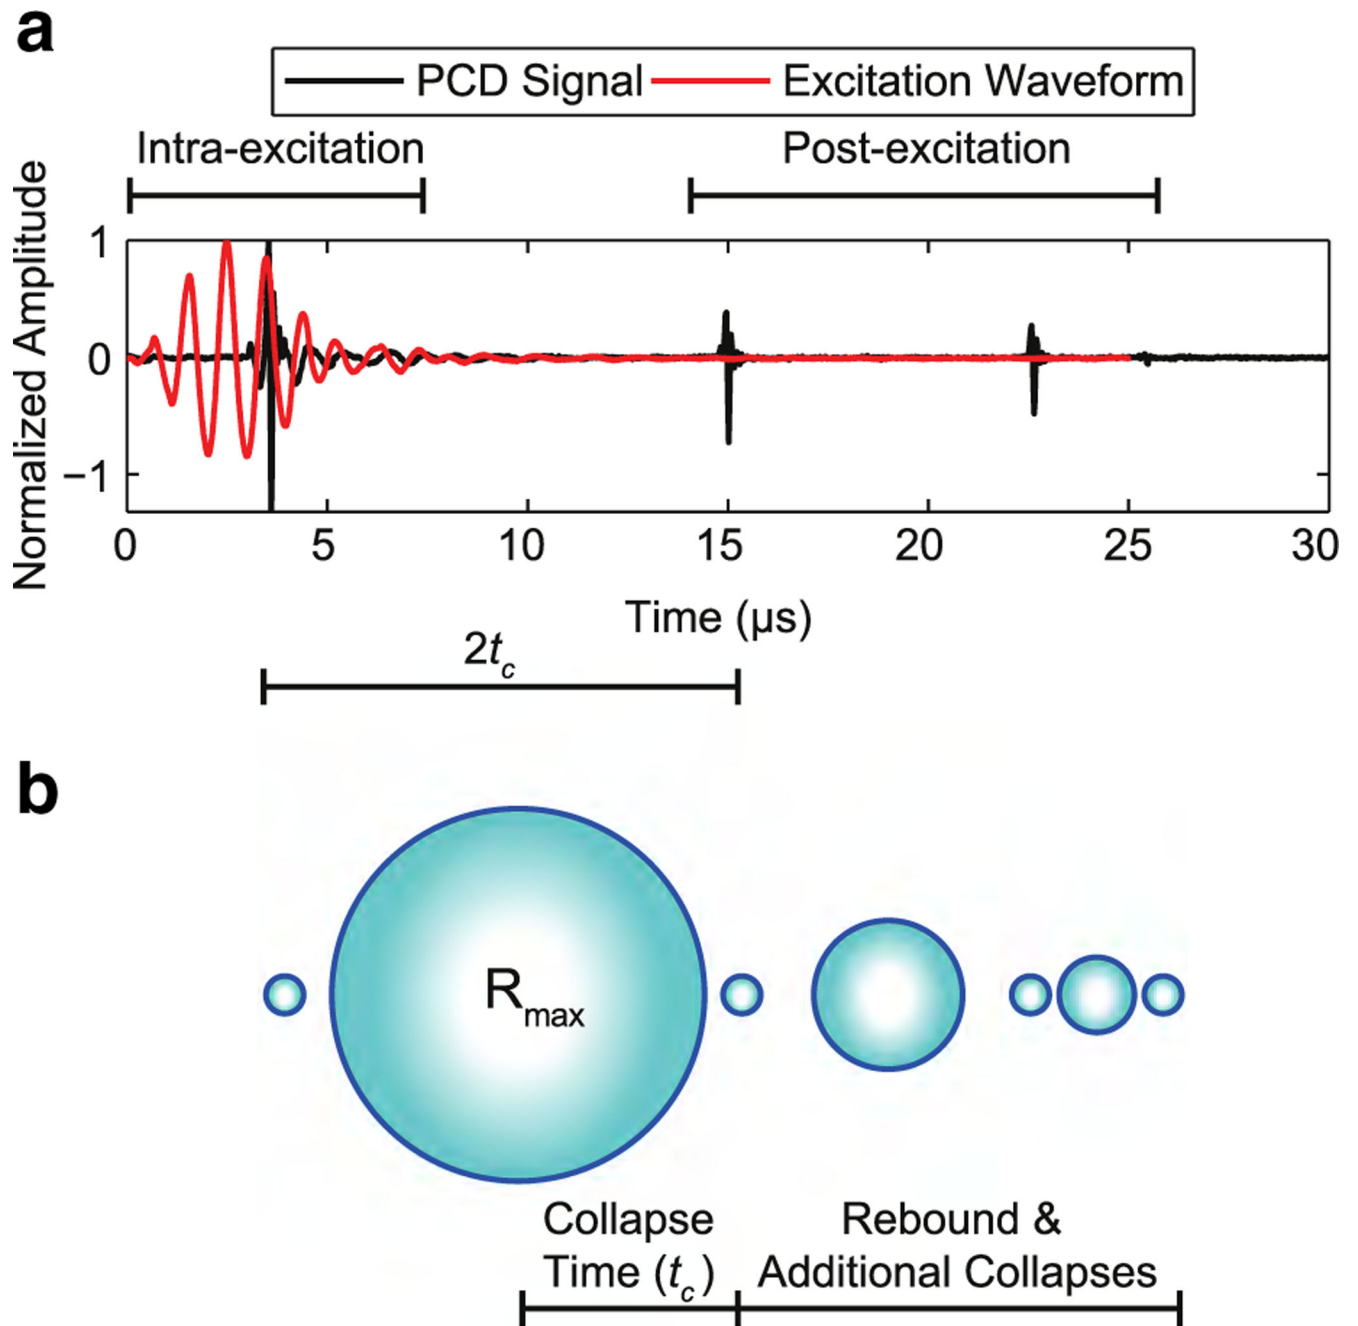 a
PCD Signal Excitation Waveform
Intra-excitation Post-excitation
Normalized Amplitude
1
0
−1
0 5 10 15 20 25 30
Time (µs)
2tc
b
Rmax
Collapse
Time (tc)
Rebound &
Additional Collapses